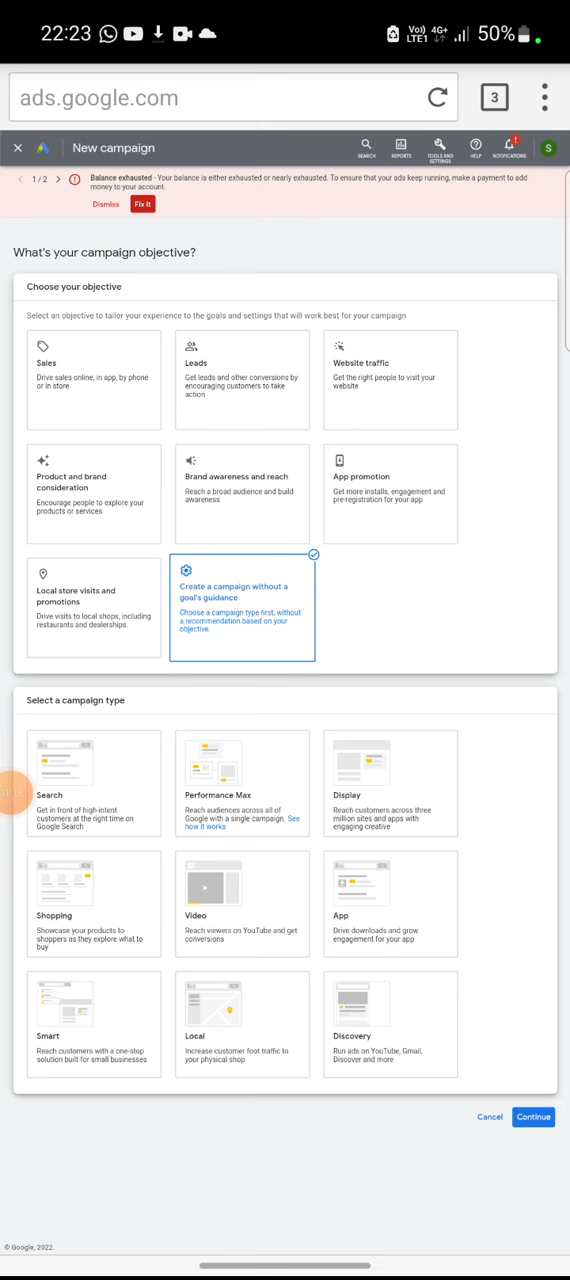 22:23
Vo) 4G+
LTE1
50%
ads.google.com
3
New campaign
SEARCH
REPORTS
TOOLS AND
SETTINGS
HELP
NOTIFICATIONS
!
S
1 / 2
Balance exhausted - Your balance is either exhausted or nearly exhausted. To ensure that your ads keep running, make a payment to add
money to your account.
Dismiss
Fix it
What's your campaign objective?
Choose your objective
Select an objective to tailor your experience to the goals and settings that will work best for your campaign
Sales
Drive sales online, in app, by phone
or in store
Leads
Get leads and other conversions by
encouraging customers to take
action
Website traffic
Get the right people to visit your
website
Product and brand
consideration
Encourage people to explore your
products or services
Brand awareness and reach
Reach a broad audience and build
awareness
App promotion
Get more installs, engagement and
pre-registration for your app
Local store visits and
promotions
Drive visits to local shops, including
restaurants and dealerships.
Create a campaign without a
goal's guidance
Choose a campaign type first, without
a recommendation based on your
objective.
Select a campaign type
01:18
Search
Get in front of high-intent
customers at the right time on
Google Search
Performance Max
Reach audiences across all of
Google with a single campaign. See
how it works
Display
Reach customers across three
million sites and apps with
engaging creative
Shopping
Showcase your products to
shoppers as they explore what to
buy
Video
Reach viewers on YouTube and get
conversions
App
Drive downloads and grow
engagement for your app
Smart
Reach customers with a one-stop
solution built for small businesses
Local
Increase customer foot traffic to
your physical shop
Discovery
Run ads on YouTube, Gmail,
Discover and more
Cancel
Continue
© Google, 2022.